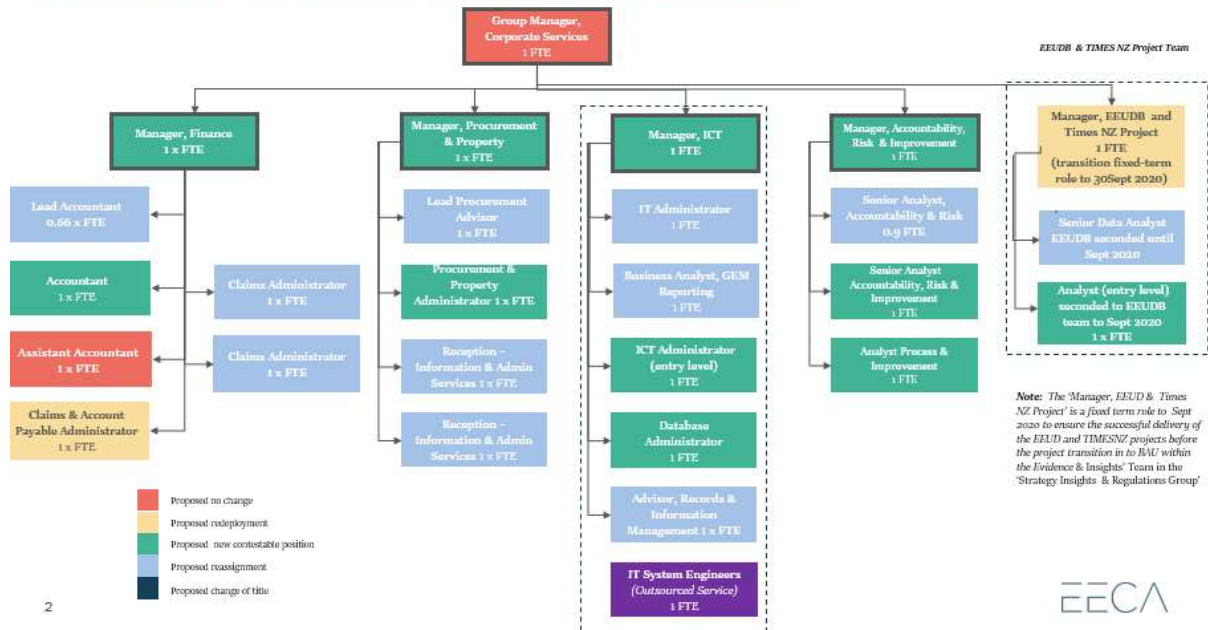 Group Manager,
Corporate Services
1 FTE
EEUDB & TIMES NZ Project Team
Manager, Finance
1 x FTE
Lead Accountant
0.66 x FTE
Accountant
1 x FTE
Assistant Accountant
1 x FTE
Claims & Account
Payable Administrator
1 x FTE
Claims Administrator
1 x FTE
Claims Administrator
1 x FTE
Manager, Procurement
& Property
1 x FTE
Lead Procurement
Advisor
1 x FTE
Procurement &
Property
Administrator 1 x FTE
Reception –
Information & Admin
Services 1 x FTE
Reception –
Information & Admin
Services 1 x FTE
Manager, ICT
1 FTE
IT Administrator
1 FTE
Business Analyst, GEM
Reporting
1 FTE
ICT Administrator
(entry level)
1 FTE
Database
Administrator
1 FTE
Advisor, Records &
Information
Management 1 x FTE
IT System Engineers
(Outsourced Service)
1 FTE
Manager, Accountability,
Risk & Improvement
1 FTE
Senior Analyst,
Accountability & Risk
0.9 FTE
Senior Analyst
Accountability, Risk &
Improvement
1 FTE
Analyst Process &
Improvement
1 FTE
Manager, EEUDB and
Times NZ Project
1 FTE
(transition fixed-term
role to 30Sept 2020)
Senior Data Analyst
EEUDB seconded until
Sept 2020
Analyst (entry level)
seconded to EEUDB
team to Sept 2020
1 x FTE
Note: The 'Manager, EEUD & Times
NZ Project' is a fixed term role to Sept
2020 to ensure the successful delivery of
the EEUD and TIMESNZ projects before
the project transition in to BAU within
the Evidence & Insights' Team in the
'Strategy Insights & Regulations Group'
Proposed no change
Proposed redeployment
Proposed new contestable position
Proposed reassignment
Proposed change of title
2
EECA